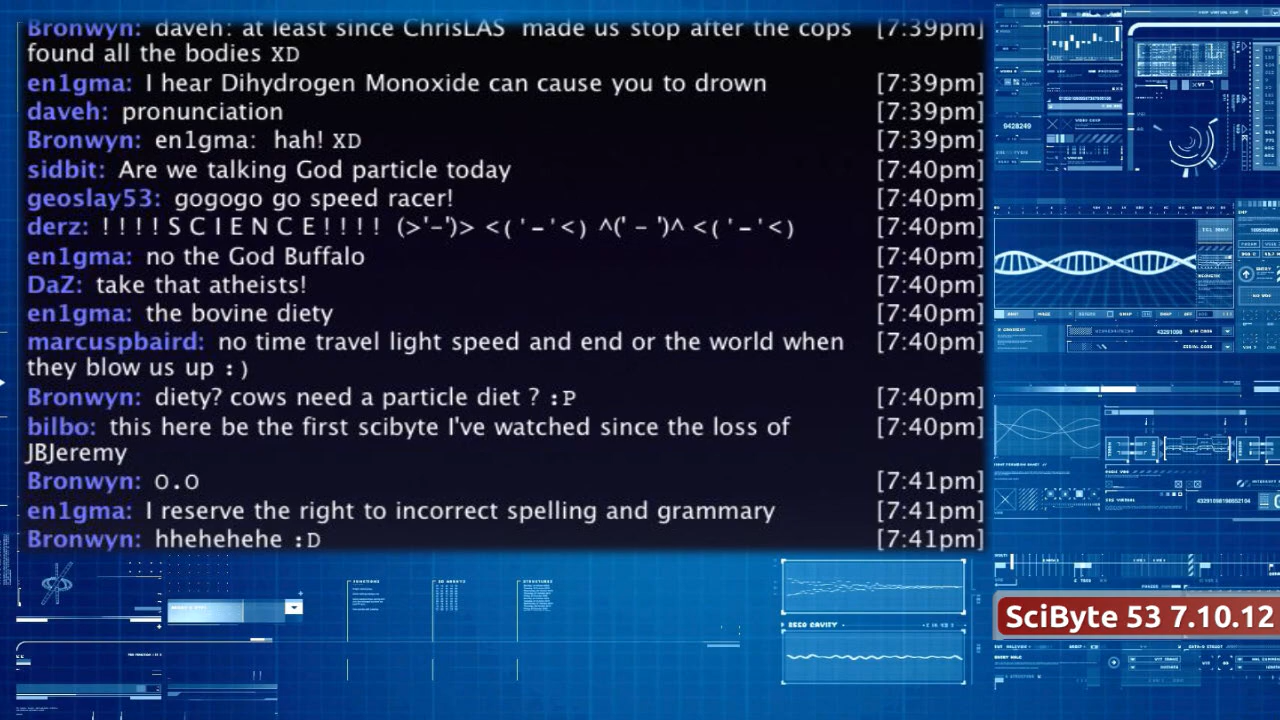 Bronwyn: daveh: at least once ChrisLAS made us stop after the cops [7:39pm]
found all the bodies XD
en1gma: I hear Dihydrogen Monoxide can cause you to drown [7:39pm]
daveh: pronunciation [7:39pm]
Bronwyn: en1gma: hah! XD [7:39pm]
sidbit: Are we talking God particle today [7:40pm]
geoslay53: gogogo go speed racer! [7:40pm]
derz: ! ! ! ! S C I E N C E ! ! ! ! (>'-')> <( ' - '<) ^(' - ')^ <( ' - '<) [7:40pm]
en1gma: no the God Buffalo [7:40pm]
DaZ: take that atheists! [7:40pm]
en1gma: the bovine diety [7:40pm]
marcuspbaird: no time travel light speed and end or the world when [7:40pm]
they blow us up :)
Bronwyn: diety? cows need a particle diet ? :P [7:40pm]
bilbo: this here be the first scibyte I've watched since the loss of [7:40pm]
JBJeremy
Bronwyn: O.O [7:41pm]
en1gma: I reserve the right to imorrect spelling and grammary [7:41pm]
Bronwyn: hhehehehe :D [7:41pm]
SciByte 53 7.10.12